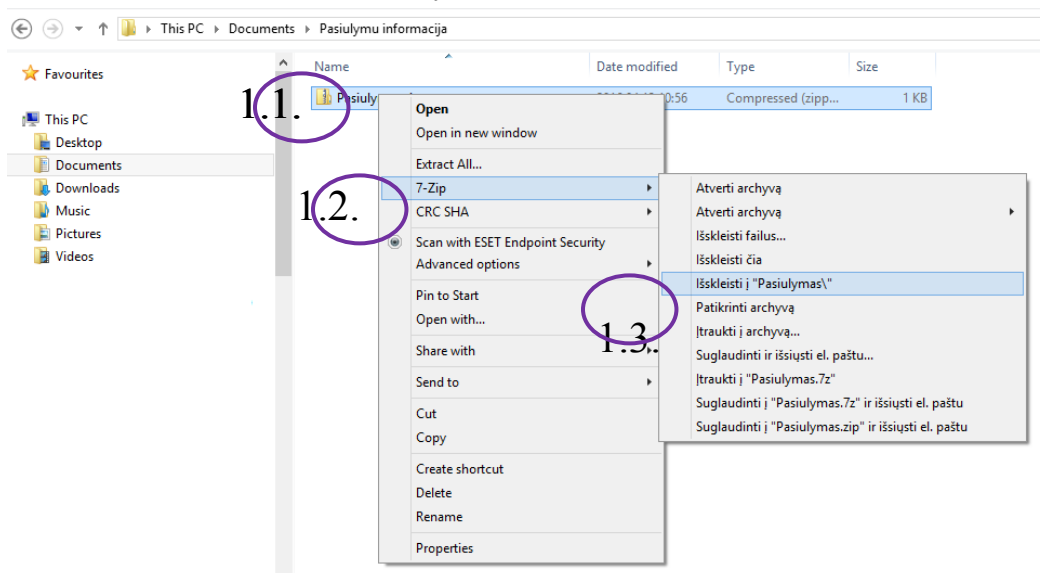 This PC Documents Pasiulymu informacija
Favourites
This PC
Desktop
Documents
Downloads
Music
Pictures
Videos
Name Date modified Type Size
Compressed (zipp... 1 KB
1.1.
1.2.
1.3.
Open
Open in new window
Extract All...
7-Zip
CRC SHA
Scan with ESET Endpoint Security
Advanced options
Pin to Start
Open with...
Share with
Send to
Cut
Copy
Create shortcut
Delete
Rename
Properties
Atverti archyvą
Atverti archyvą
Išskleisti failus...
Išskleisti čia
Išskleisti į "Pasiulymas\"
Patikrinti archyvą
Įtraukti į archyvą...
Suglaudinti ir išsiųsti el. paštu...
Įtraukti į "Pasiulymas.7z"
Suglaudinti į "Pasiulymas.7z" ir išsiųsti el. paštu
Suglaudinti į "Pasiulymas.zip" ir išsiųsti el. paštu